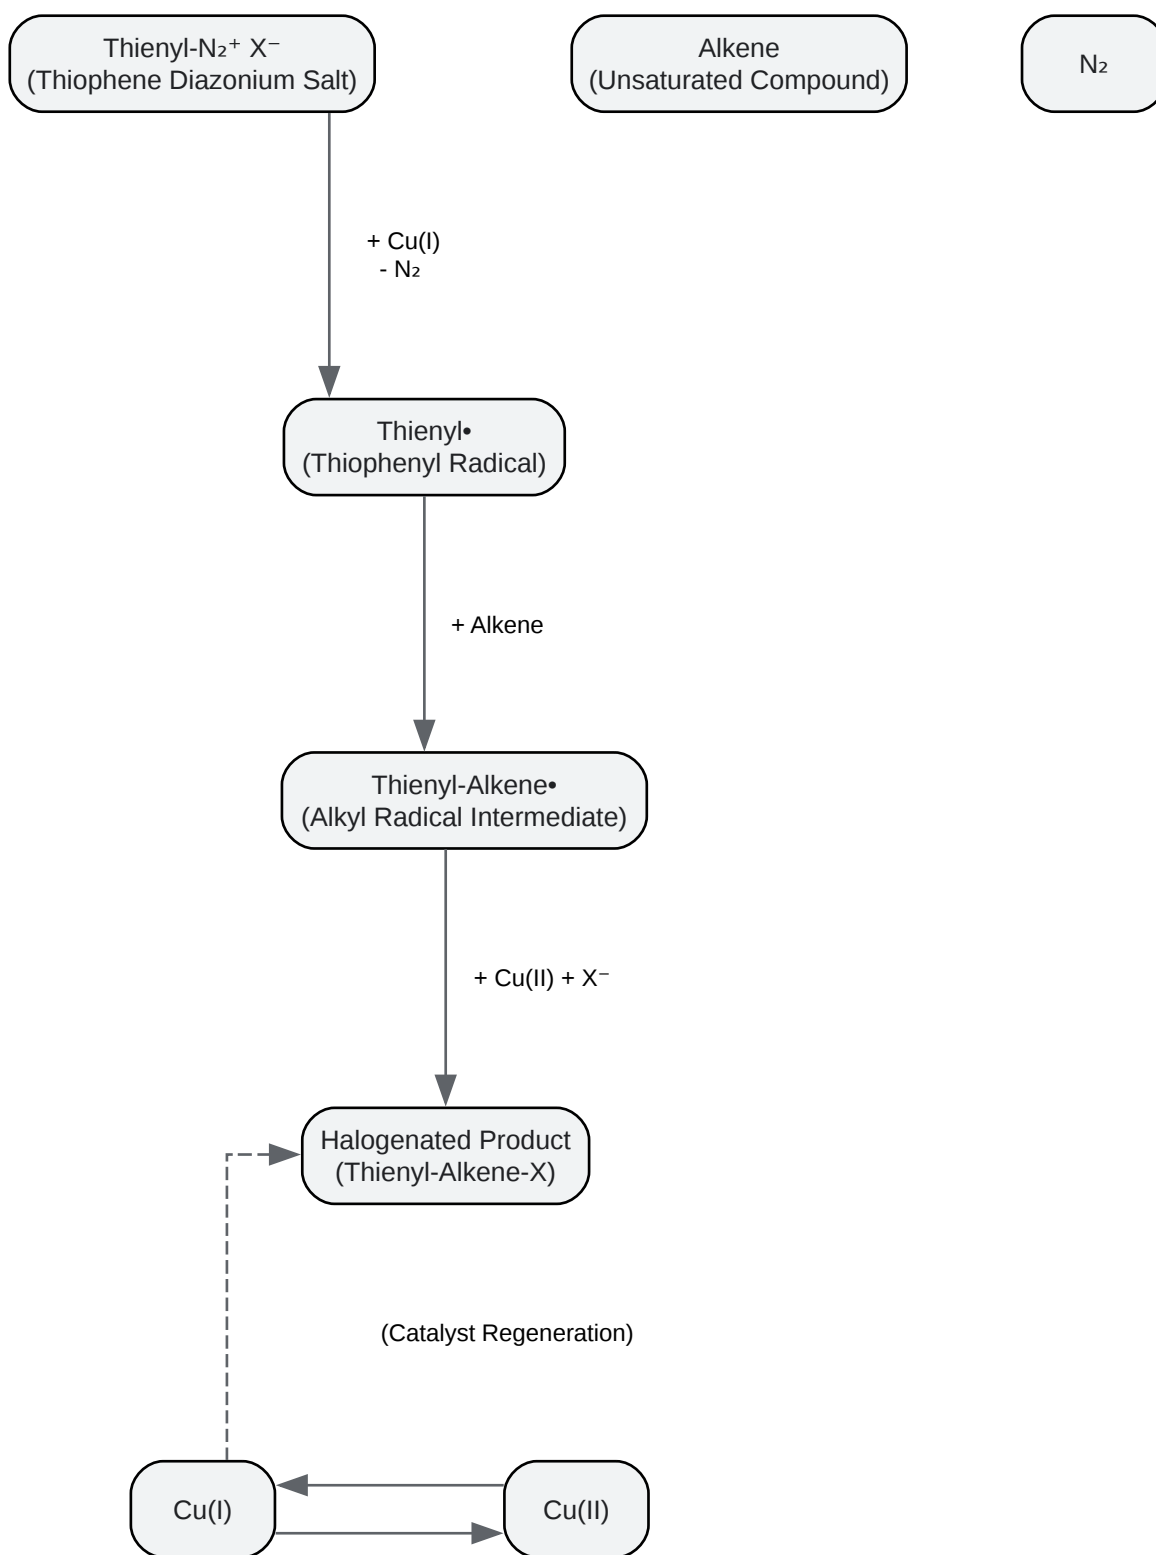 Thienyl-N₂⁺ X⁻
(Thiophene Diazonium Salt)
Alkene
(Unsaturated Compound)
N₂
+ Cu(I)
- N₂
Thienyl•
(Thiophenyl Radical)
+ Alkene
Thienyl-Alkene•
(Alkyl Radical Intermediate)
+ Cu(II) + X⁻
Halogenated Product
(Thienyl-Alkene-X)
(Catalyst Regeneration)
Cu(I)
Cu(II)